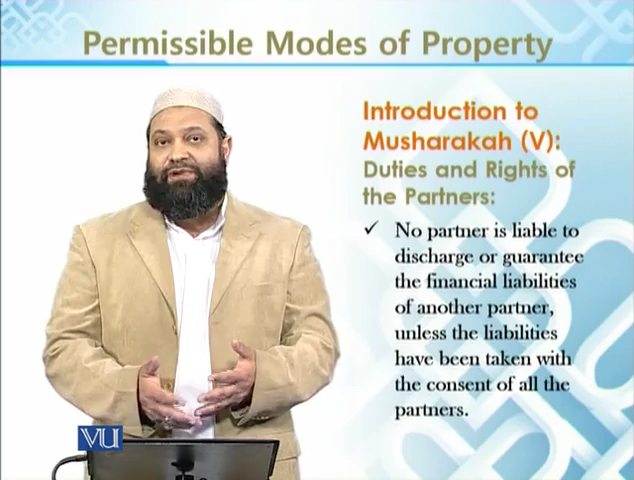 Permissible Modes of Property
Introduction to
Musharakah (V):
Duties and Rights of
the Partners:
✓ No partner is liable to
discharge or guarantee
the financial liabilities
of another partner,
unless the liabilities
have been taken with
the consent of all the
partners.
VU